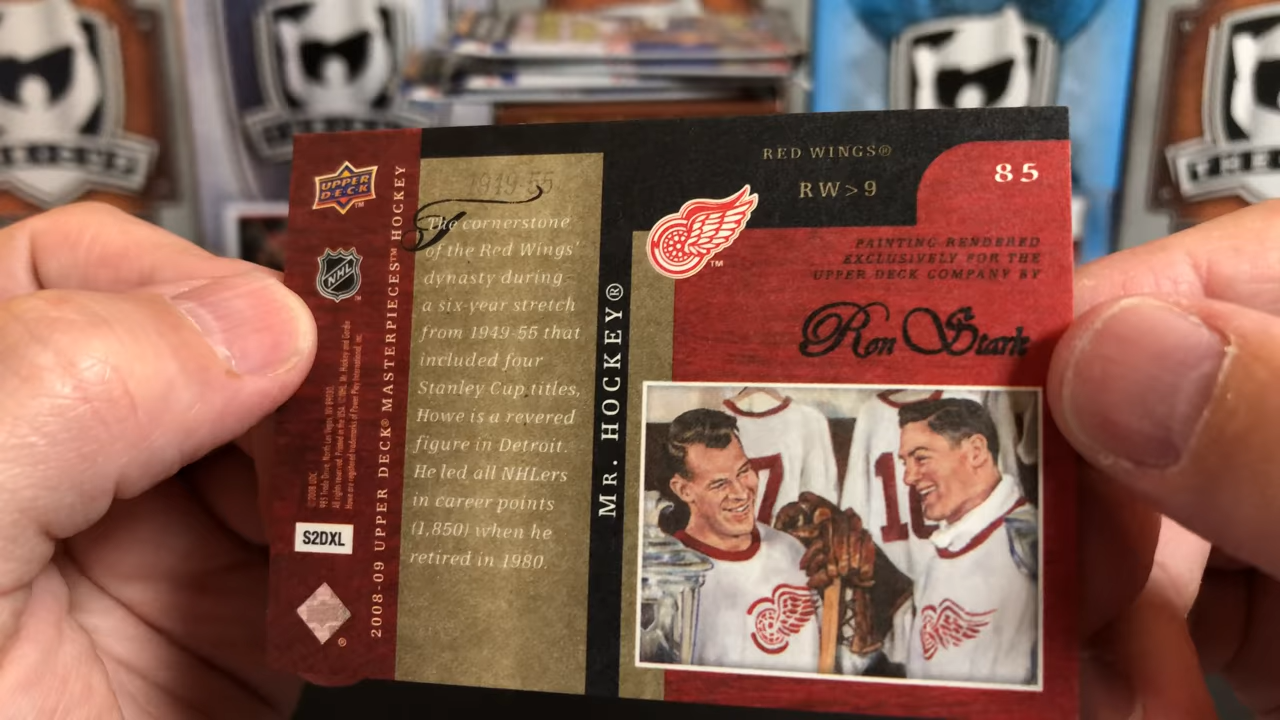 UPPER
D·E·C·K
TM
NHL
S2DXL
2008-09 UPPER DECK® MASTERPIECES™ HOCKEY
1949-55
The cornerstone
of the Red Wings'
dynasty during
a six-year stretch
from 1949-55 that
included four
Stanley Cup titles,
Howe is a revered
figure in Detroit.
He led all NHLers
in career points
(1,850) when he
retired in 1980.
MR. HOCKEY®
RED WINGS®
RW>9
85
TM
PAINTING RENDERED
EXCLUSIVELY FOR THE
UPPER DECK COMPANY BY
Ron Stark
7